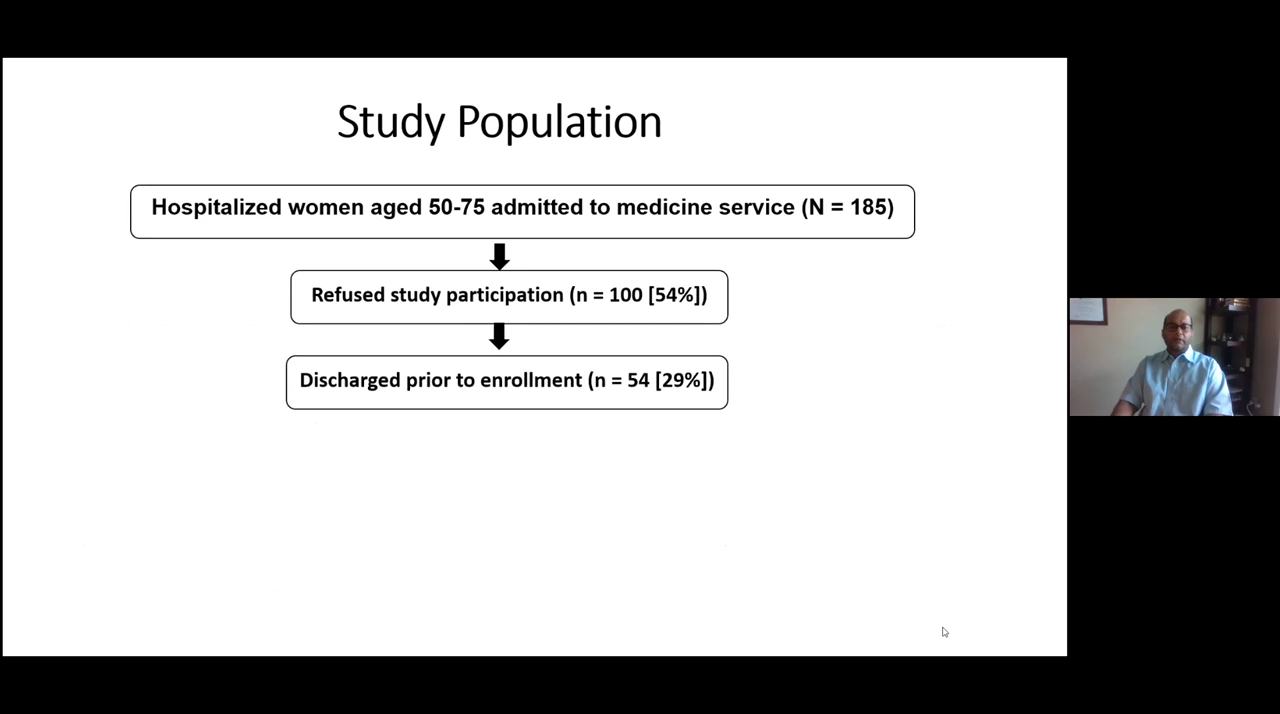 Study Population
Hospitalized women aged 50-75 admitted to medicine service (N = 185)
Refused study participation (n = 100 [54%])
Discharged prior to enrollment (n = 54 [29%])